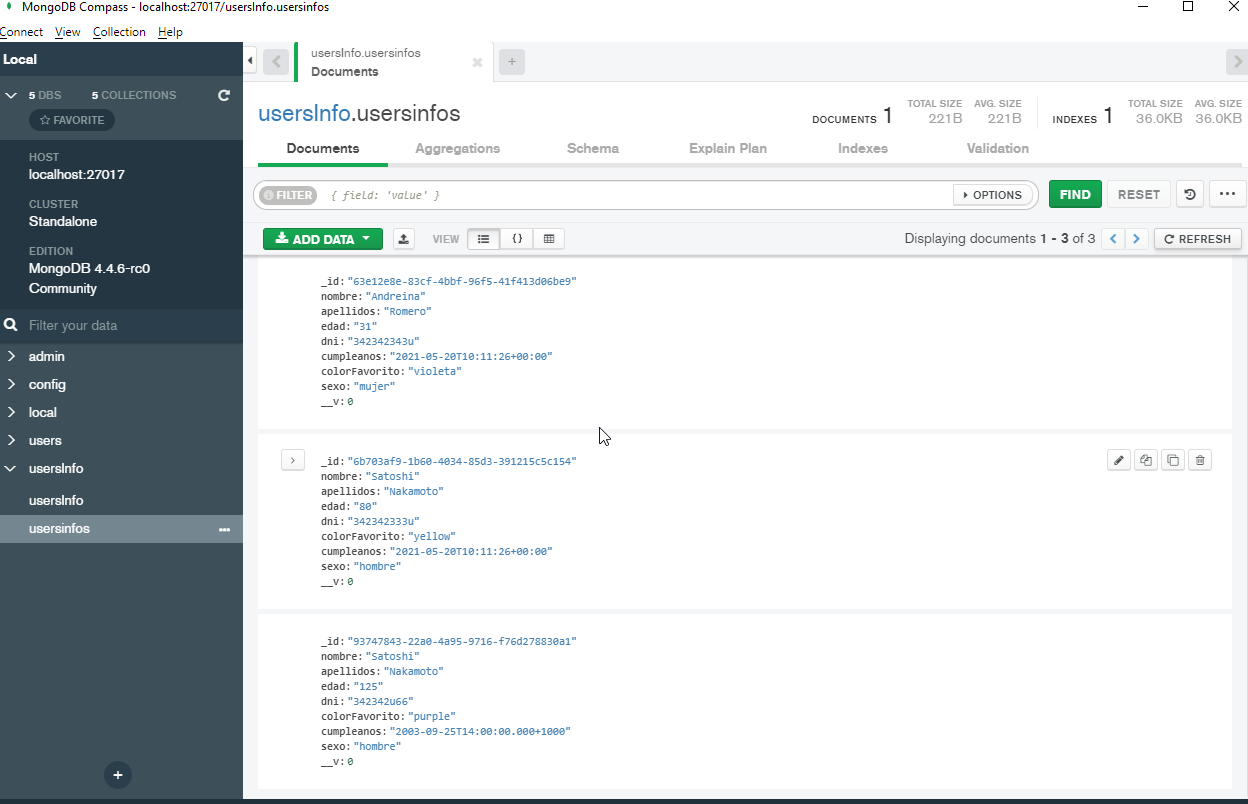 MongoDB Compass - localhost:27017/usersInfo.usersinfos
Connect View Collection Help
Local
5 DBS 5 COLLECTIONS
FAVORITE
HOST
localhost:27017
CLUSTER
Standalone
EDITION
MongoDB 4.4.6-rc0
Community
Filter your data
admin
config
local
users
usersInfo
usersInfo
usersinfos
usersInfo.usersinfos
Documents
usersInfo.usersinfos
DOCUMENTS 1 TOTAL SIZE 221B AVG. SIZE 221B INDEXES 1 TOTAL SIZE 36.0KB AVG. SIZE 36.0KB
Documents Aggregations Schema Explain Plan Indexes Validation
FILTER { field: 'value' } OPTIONS FIND RESET
ADD DATA VIEW {} Displaying documents 1 - 3 of 3 REFRESH
_id: "63e12e8e-83cf-4bbf-96f5-41f413d06be9"
nombre: "Andreina"
apellidos: "Romero"
edad: "31"
dni: "342342343u"
cumpleanos: "2021-05-20T10:11:26+00:00"
colorFavorito: "violeta"
sexo: "mujer"
__v: 0
_id: "6b703af9-1b60-4034-85d3-391215c5c154"
nombre: "Satoshi"
apellidos: "Nakamoto"
edad: "80"
dni: "342342333u"
colorFavorito: "yellow"
cumpleanos: "2021-05-20T10:11:26+00:00"
sexo: "hombre"
__v: 0
_id: "93747843-22a0-4a95-9716-f76d278830a1"
nombre: "Satoshi"
apellidos: "Nakamoto"
edad: "125"
dni: "342342u66"
colorFavorito: "purple"
cumpleanos: "2003-09-25T14:00:00.000+1000"
sexo: "hombre"
__v: 0